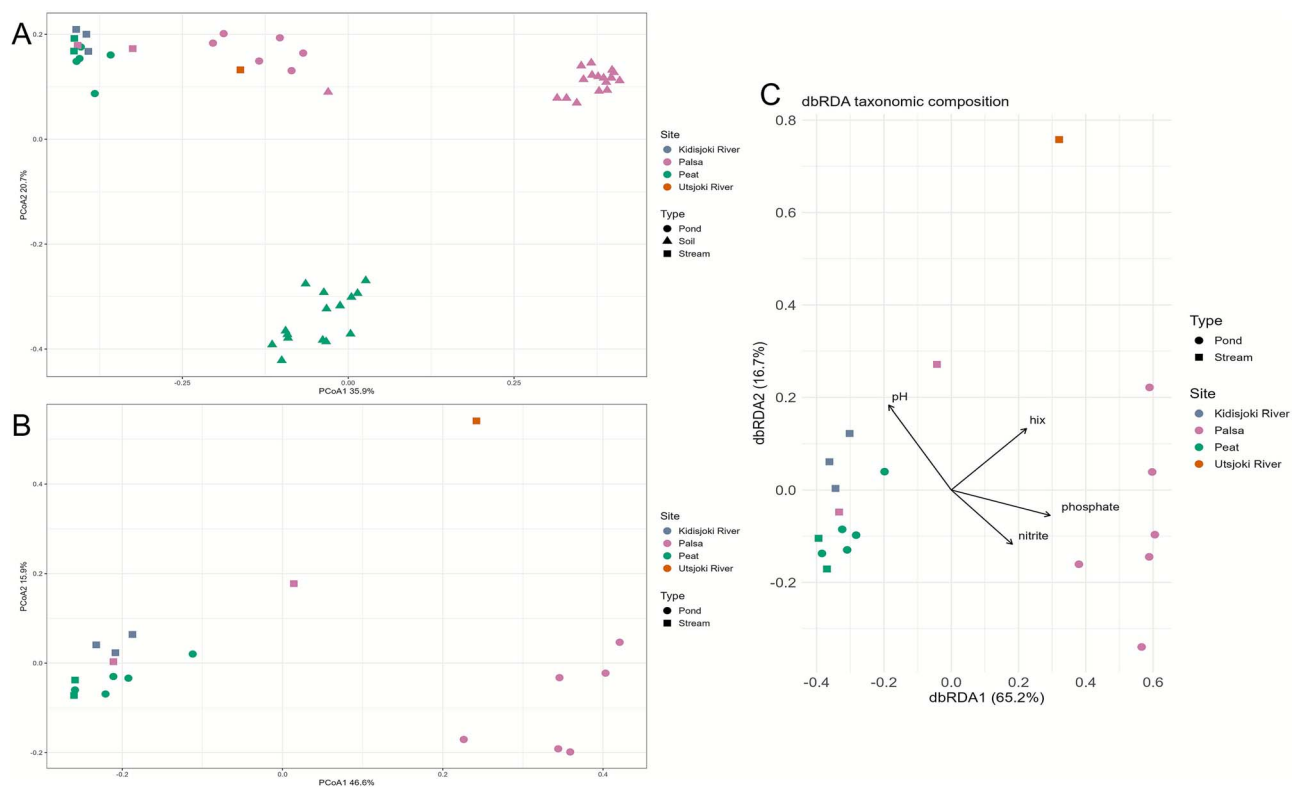 A
0.2
0.0
-0.2
-0.4
PCoA2 20.7%
-0.25
0.00
0.25
PCoA1 35.9%
Site
Kidisjoki River
Palsa
Peat
Utsjoki River
Type
Pond
Soil
Stream
B
0.4
0.2
0.0
-0.2
PCoA2 15.9%
-0.2
0.0
0.2
0.4
PCoA1 46.6%
Site
Kidisjoki River
Palsa
Peat
Utsjoki River
Type
Pond
Stream
C
dbRDA taxonomic composition
0.8
0.6
0.4
0.2
0.0
-0.2
dbRDA2 (16.7%)
pH
hix
phosphate
nitrite
-0.4
-0.2
0.0
0.2
0.4
0.6
dbRDA1 (65.2%)
Type
Pond
Stream
Site
Kidisjoki River
Palsa
Peat
Utsjoki River